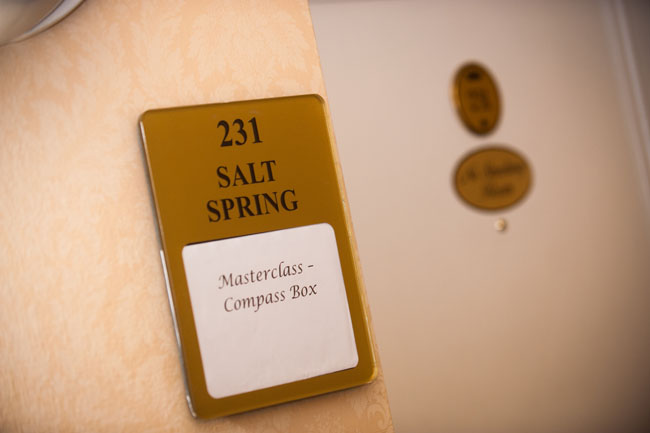 231
SALT
SPRING
Masterclass –
Compass Box